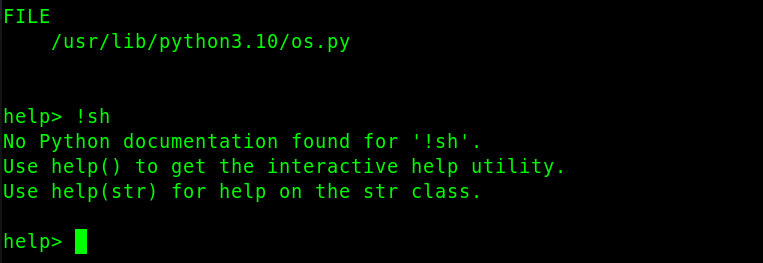 FILE
    /usr/lib/python3.10/os.py
help> !sh
No Python documentation found for '!sh'.
Use help() to get the interactive help utility.
Use help(str) for help on the str class.
help>